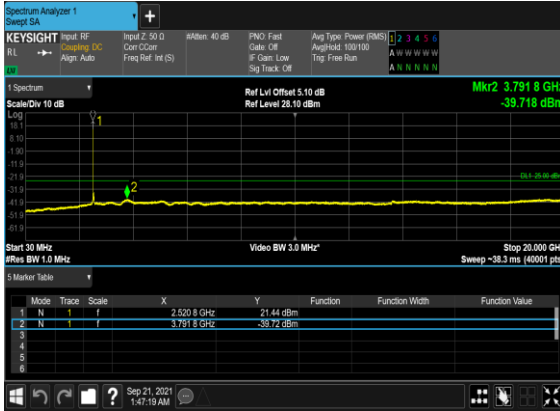 Spectrum Analyzer 1
Swept SA
+
KEYSIGHT Input: RF Input Z: 50 Ω #Atten: 40 dB PNO: Fast Avg Type: Power (RMS) 1 2 3 4 5 6
RL Coupling: DC Corr CCorr Gate: Off Avg|Hold: 100/100 A W W W W W
Align: Auto Freq Ref: Int (S) IF Gain: Low Trig: Free Run
Sig Track: Off A N N N N N
1 Spectrum Ref Lvl Offset 5.10 dB Mkr2 3.791 8 GHz
Scale/Div 10 dB Ref Level 28.10 dBm -39.718 dBm
Log
18.1
8.10
-1.90
-11.9
-21.9
-31.9
-41.9
-51.9
-61.9
1
2
DL1 -25.00 dBm
Start 30 MHz Video BW 3.0 MHz* Stop 20.000 GH
#Res BW 1.0 MHz Sweep ~38.3 ms (40001 pts
5 Marker Table
Mode Trace Scale X Y Function Function Width Function Value
1 N 1 f 2.520 8 GHz 21.44 dBm
2 N 1 f 3.791 8 GHz -39.72 dBm
3
4
5
6
? Sep 21, 2021
1:47:19 AM